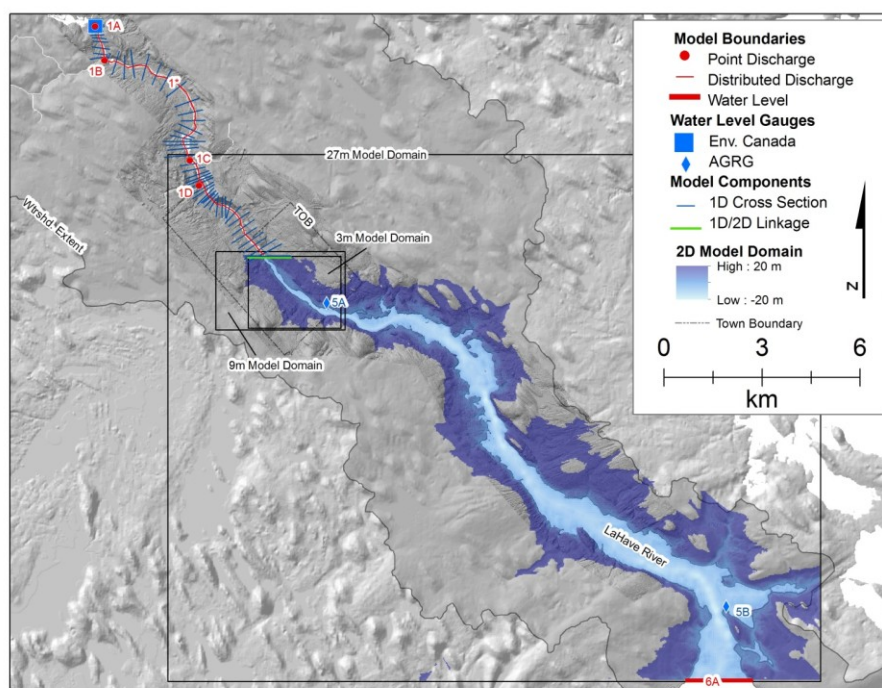 1A
1B
1*
1C
1D
27m Model Domain
Wtrshd. Extent
TOB
3m Model Domain
5A
9m Model Domain
LaHave River
5B
6A
Model Boundaries
Point Discharge
Distributed Discharge
Water Level
Water Level Gauges
Env. Canada
AGRG
Model Components
1D Cross Section
1D/2D Linkage
2D Model Domain
High : 20 m
Low : -20 m
Town Boundary
N
0 3 6
km